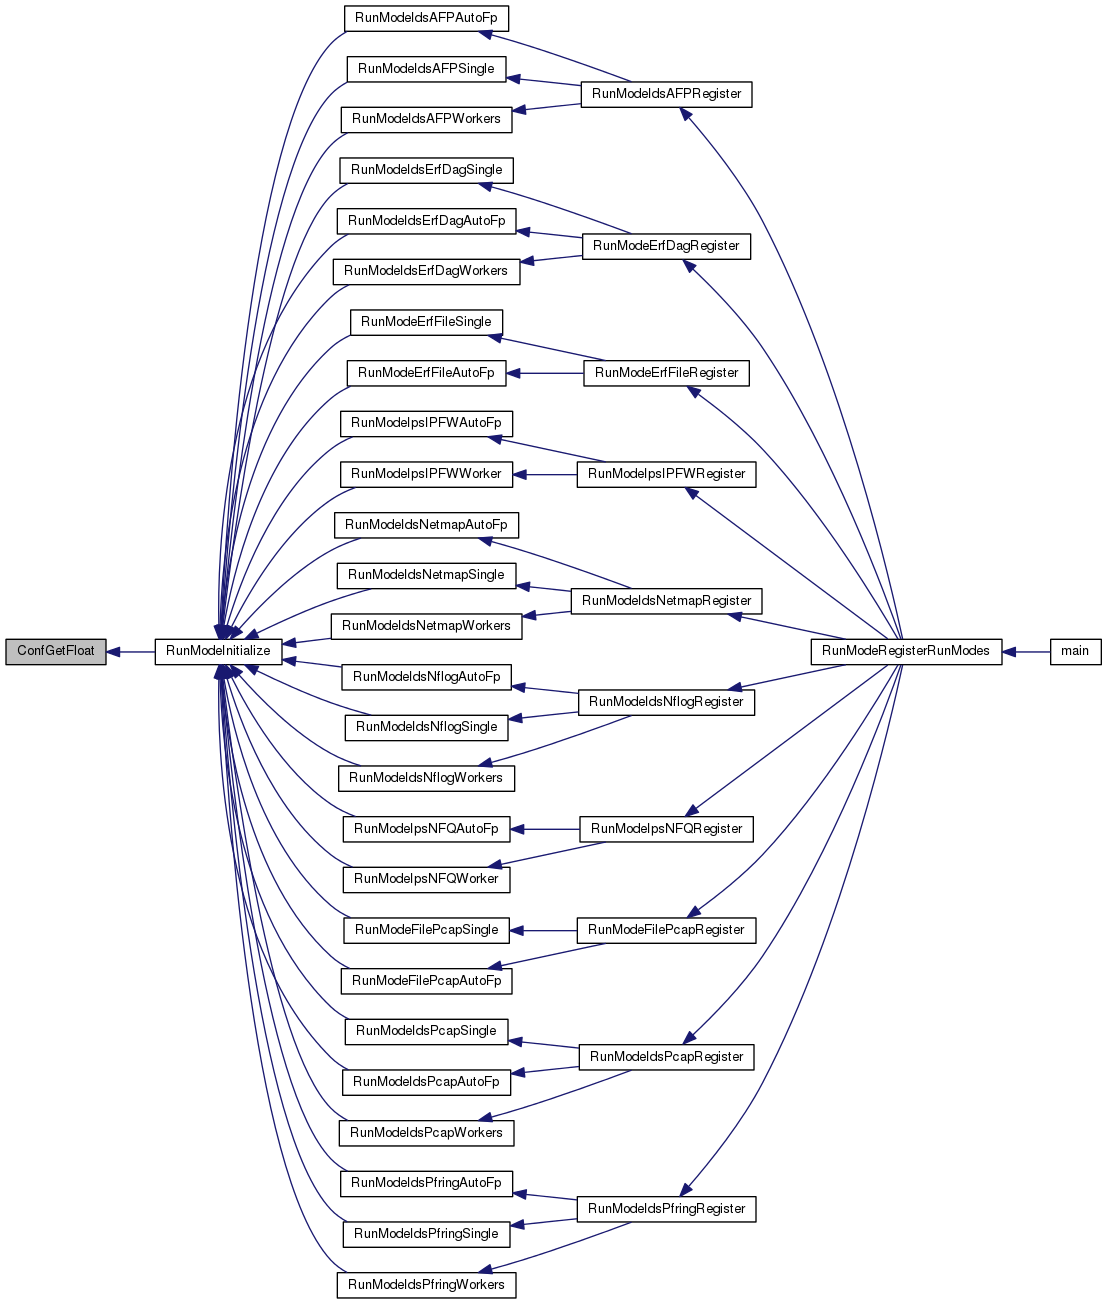 RunModeIdsAFPAutoFp
RunModeIdsAFPSingle
RunModeIdsAFPRegister
RunModeIdsAFPWorkers
RunModeIdsErfDagSingle
RunModeIdsErfDagAutoFp
RunModeErfDagRegister
RunModeIdsErfDagWorkers
RunModeErfFileSingle
RunModeErfFileAutoFp
RunModeErfFileRegister
RunModeIpsIPFWAutoFp
RunModeIpsIPFWWorker
RunModeIpsIPFWRegister
RunModeIdsNetmapAutoFp
RunModeIdsNetmapSingle
RunModeIdsNetmapRegister
RunModeIdsNetmapWorkers
ConfGetFloat
RunModeInitialize
RunModeRegisterRunModes
main
RunModeIdsNflogAutoFp
RunModeIdsNflogRegister
RunModeIdsNflogSingle
RunModeIdsNflogWorkers
RunModeIpsNFQAutoFp
RunModeIpsNFQRegister
RunModeIpsNFQWorker
RunModeFilePcapSingle
RunModeFilePcapRegister
RunModeFilePcapAutoFp
RunModeIdsPcapSingle
RunModeIdsPcapRegister
RunModeIdsPcapAutoFp
RunModeIdsPcapWorkers
RunModeIdsPfringAutoFp
RunModeIdsPfringRegister
RunModeIdsPfringSingle
RunModeIdsPfringWorkers